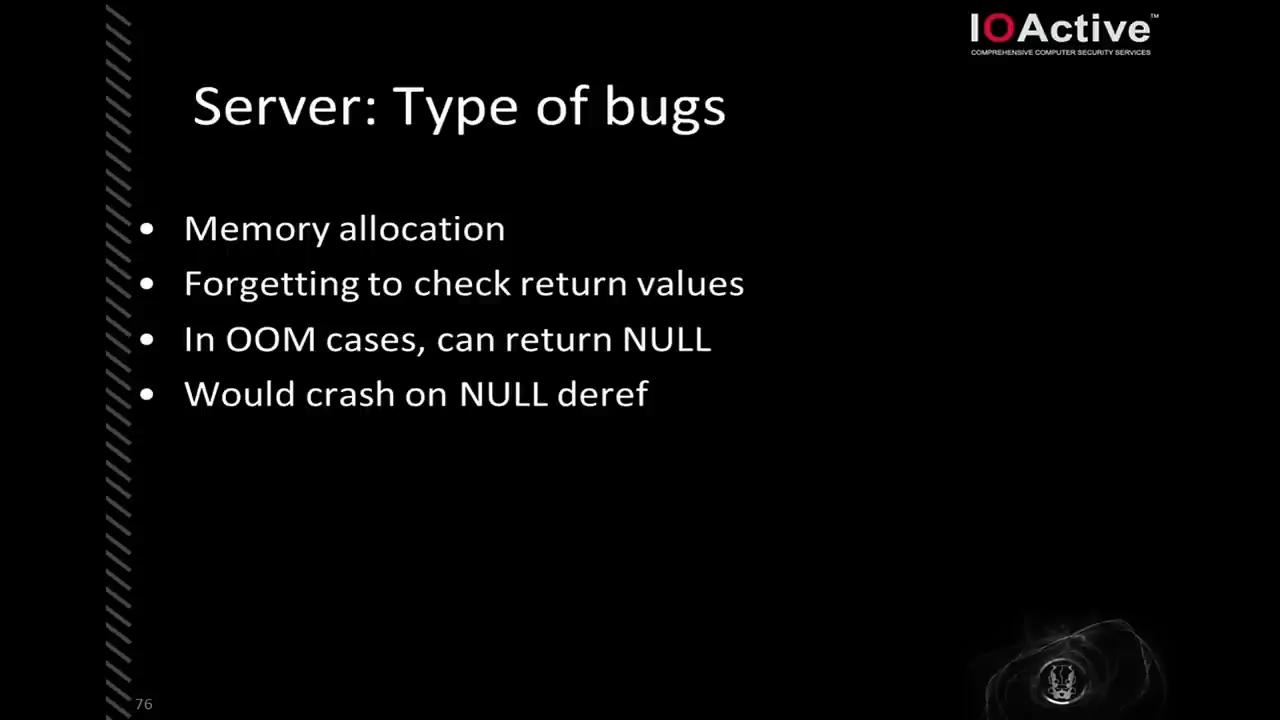 IOActive™
COMPREHENSIVE COMPUTER SECURITY SERVICES
Server: Type of bugs
• Memory allocation
• Forgetting to check return values
• In OOM cases, can return NULL
• Would crash on NULL deref
76